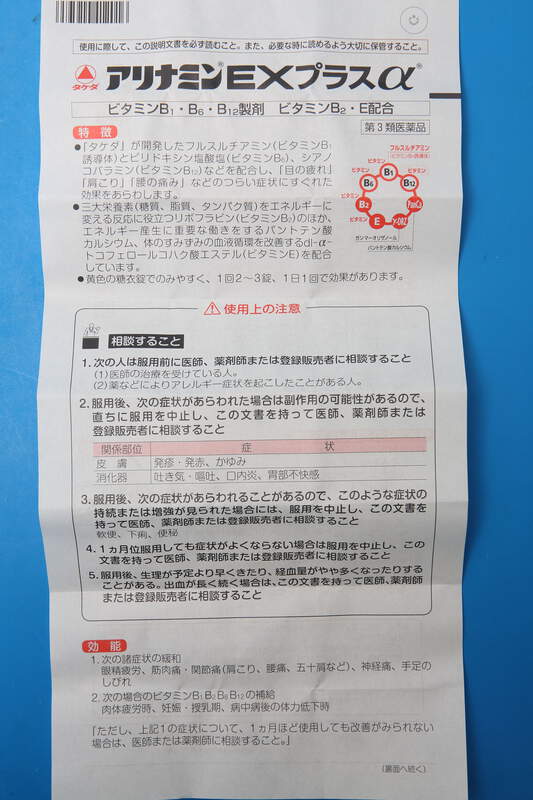 使用に際して、この説明文書を必ず読むこと。また、必要な時に読めるよう大切に保管すること。
タケダ
アリナミンEXプラスα
ビタミンB1・B6・B12製剤 ビタミンB2・E配合
第3類医薬品
特徴
●「タケダ」が開発したフルスルチアミン(ビタミンB1
誘導体)とピリドキシン塩酸塩(ビタミンB6)、シアノ
コバラミン(ビタミンB12)などを配合し、「目の疲れ」
「肩こり」「腰の痛み」などのつらい症状にすぐれた
効果をあらわします。
●三大栄養素(糖質、脂質、タンパク質)をエネルギーに
変える反応に役立つリボフラビン(ビタミンB2)のほか、
エネルギー産生に重要な働きをするパントテン酸
カルシウム、体のすみずみの血液循環を改善するdl-α-
トコフェロールコハク酸エステル(ビタミンE)を配合
しています。
●黄色の糖衣錠でのみやすく、1回2〜3錠、1日1回で効果があります。
フルスルチアミン
(ビタミンB1誘導体)
ビタミン B1
ビタミン B6
ビタミン B12
ビタミン B2
PanCa
ビタミン E
γ-ORZ
ガンマーオリザノール
パントテン酸カルシウム
使用上の注意
相談すること
1. 次の人は服用前に医師、薬剤師または登録販売者に相談すること
(1)医師の治療を受けている人。
(2)薬などによりアレルギー症状を起こしたことがある人。
2. 服用後、次の症状があらわれた場合は副作用の可能性があるので、
直ちに服用を中止し、この文書を持って医師、薬剤師または
登録販売者に相談すること
関係部位 症状
皮膚 発疹・発赤、かゆみ
消化器 吐き気・嘔吐、口内炎、胃部不快感
3. 服用後、次の症状があらわれることがあるので、このような症状の
持続または増強が見られた場合には、服用を中止し、この文書を
持って医師、薬剤師または登録販売者に相談すること
軟便、下痢、便秘
4. 1ヵ月位服用しても症状がよくならない場合は服用を中止し、この
文書を持って医師、薬剤師または登録販売者に相談すること
5. 服用後、生理が予定より早くきたり、経血量がやや多くなったりする
ことがある。出血が長く続く場合は、この文書を持って医師、薬剤師
または登録販売者に相談すること
効能
1. 次の諸症状の緩和
眼精疲労、筋肉痛・関節痛(肩こり、腰痛、五十肩など)、神経痛、手足の
しびれ
2. 次の場合のビタミンB1B2B6B12の補給
肉体疲労時、妊娠・授乳期、病中病後の体力低下時
「ただし、上記1の症状について、1ヵ月ほど使用しても改善がみられない
場合は、医師または薬剤師に相談すること。」
(裏面へ続く)